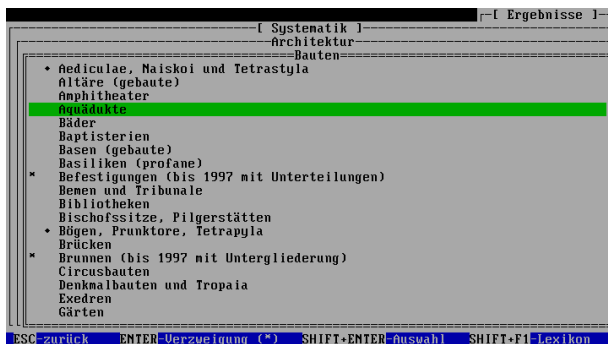 [ Ergebnisse ]
[ Systematik ]
Architektur
Bauten
♦ Aediculae, Naiskoi und Tetrastyla
Altäre (gebaute)
Amphitheater
Aquädukte
Bäder
Baptisterien
Basen (gebaute)
Basiliken (profane)
* Befestigungen (bis 1997 mit Unterteilungen)
Bemen und Tribunale
Bibliotheken
Bischofssitze, Pilgerstätten
♦ Bögen, Prunktore, Tetrapyla
Brücken
* Brunnen (bis 1997 mit Untergliederung)
Circusbauten
Denkmalbauten und Tropaia
Exedren
Gärten
ESC-zurück ENTER-Verzweigung (*) SHIFT+ENTER-Auswahl SHIFT+F1-Lexikon